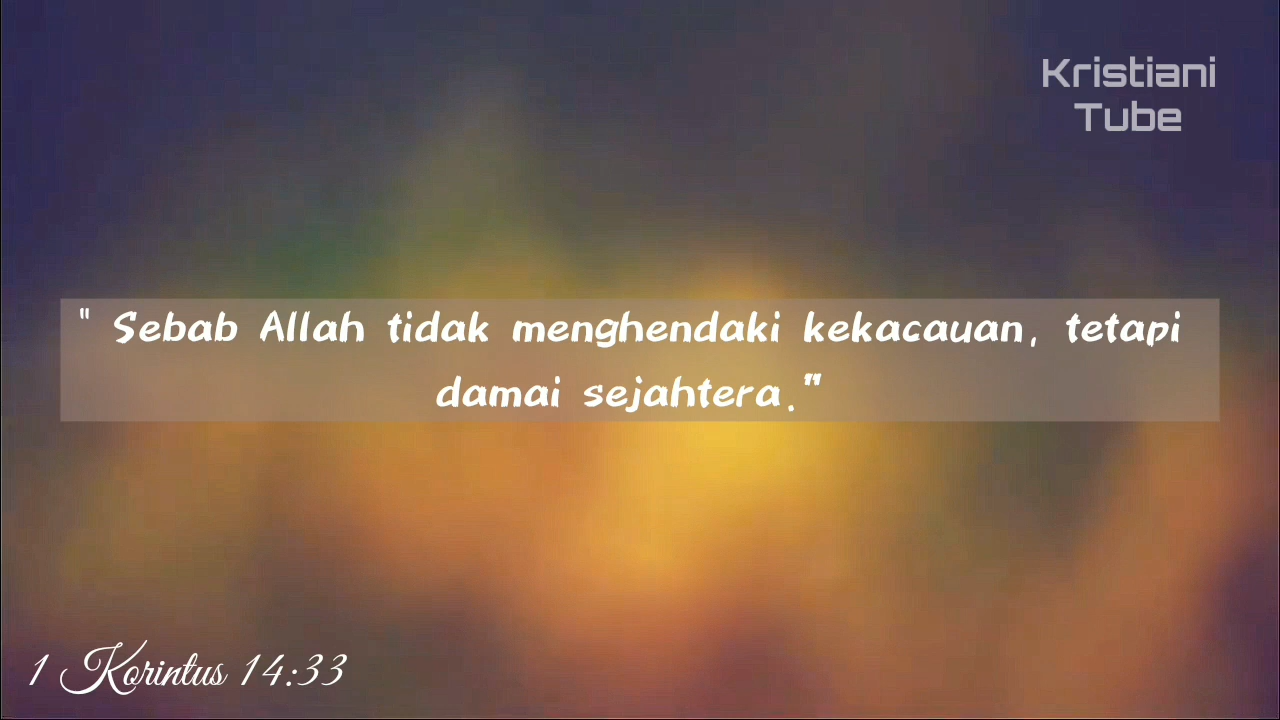 Kristiani
Tube
" Sebab Allah tidak menghendaki kekacauan, tetapi
damai sejahtera."
1 Korintus 14:33